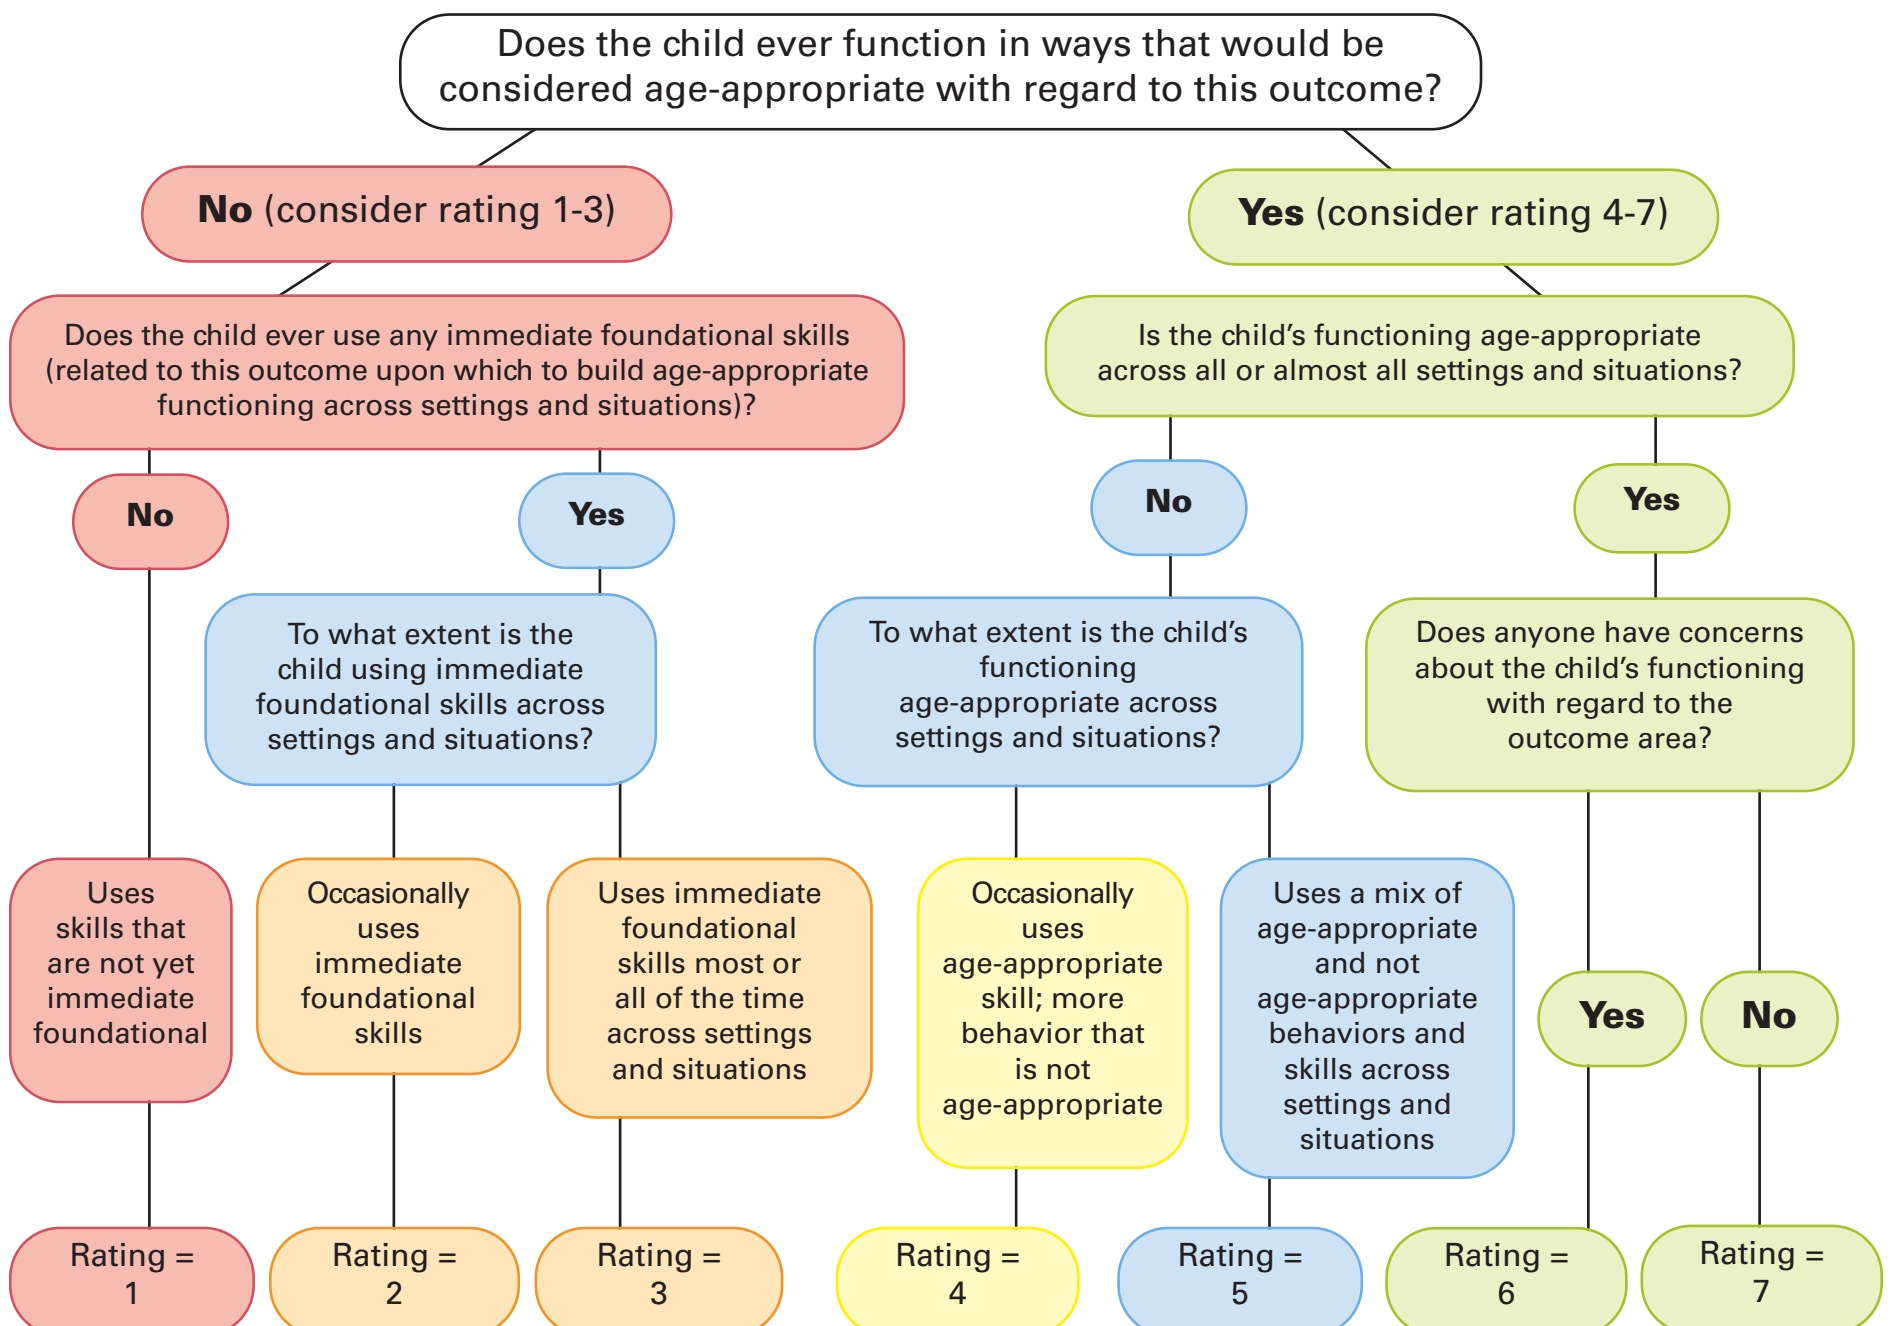 Does the child ever function in ways that would be
considered age-appropriate with regard to this outcome?
No (consider rating 1-3)
Yes (consider rating 4-7)
Does the child ever use any immediate foundational skills
(related to this outcome upon which to build age-appropriate
functioning across settings and situations)?
Is the child’s functioning age-appropriate
across all or almost all settings and situations?
No
Yes
No
Yes
To what extent is the
child using immediate
foundational skills across
settings and situations?
To what extent is the child’s
functioning
age-appropriate across
settings and situations?
Does anyone have concerns
about the child’s functioning
with regard to the
outcome area?
Uses
skills that
are not yet
immediate
foundational
Occasionally
uses
immediate
foundational
skills
Uses immediate
foundational
skills most or
all of the time
across settings
and situations
Occasionally
uses
age-appropriate
skill; more
behavior that
is not
age-appropriate
Uses a mix of
age-appropriate
and not
age-appropriate
behaviors and
skills across
settings and
situations
Yes
No
Rating =
1
Rating =
2
Rating =
3
Rating =
4
Rating =
5
Rating =
6
Rating =
7